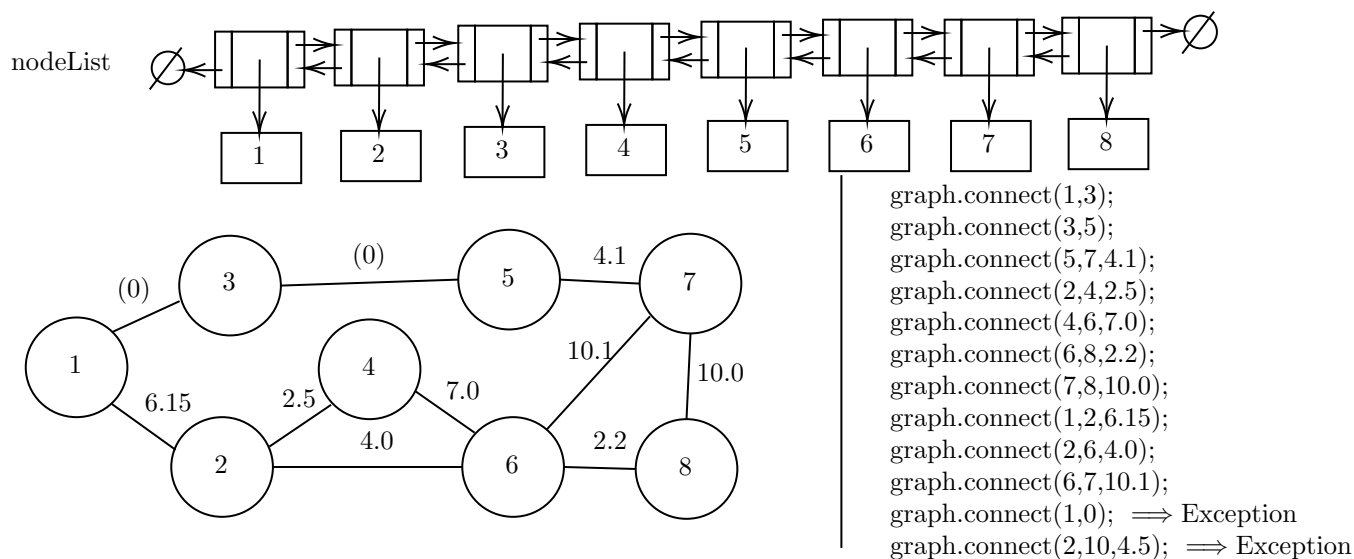 nodeList
1 2 3 4 5 6 7 8
graph.connect(1,3);
graph.connect(3,5);
graph.connect(5,7,4.1);
graph.connect(2,4,2.5);
graph.connect(4,6,7.0);
graph.connect(6,8,2.2);
graph.connect(7,8,10.0);
graph.connect(1,2,6.15);
graph.connect(2,6,4.0);
graph.connect(6,7,10.1);
graph.connect(1,0); ⟹ Exception
graph.connect(2,10,4.5); ⟹ Exception
(0)
(0)
4.1
3
5
7
10.1
1
4
10.0
6.15
2.5
7.0
4.0
2.2
2
6
8